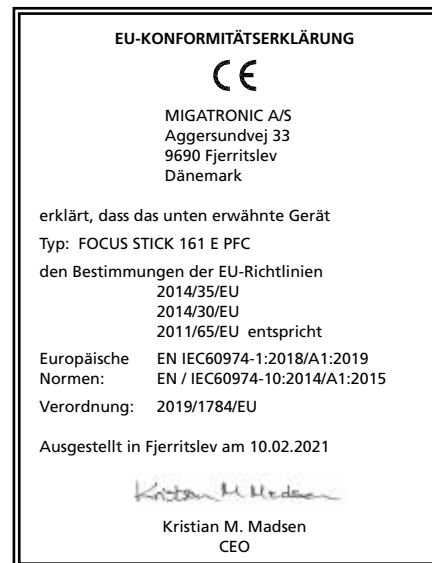 EU-KONFORMITÄTSERKLÄRUNG
CE
MIGATRONIC A/S
Aggersundvej 33
9690 Fjerritslev
Dänemark
erklärt, dass das unten erwähnte Gerät
Typ: FOCUS STICK 161 E PFC
den Bestimmungen der EU-Richtlinien
2014/35/EU
2014/30/EU
2011/65/EU entspricht
Europäische EN IEC60974-1:2018/A1:2019
Normen: EN / IEC60974-10:2014/A1:2015
Verordnung: 2019/1784/EU
Ausgestellt in Fjerritslev am 10.02.2021
Kristian M Madsen
Kristian M. Madsen
CEO